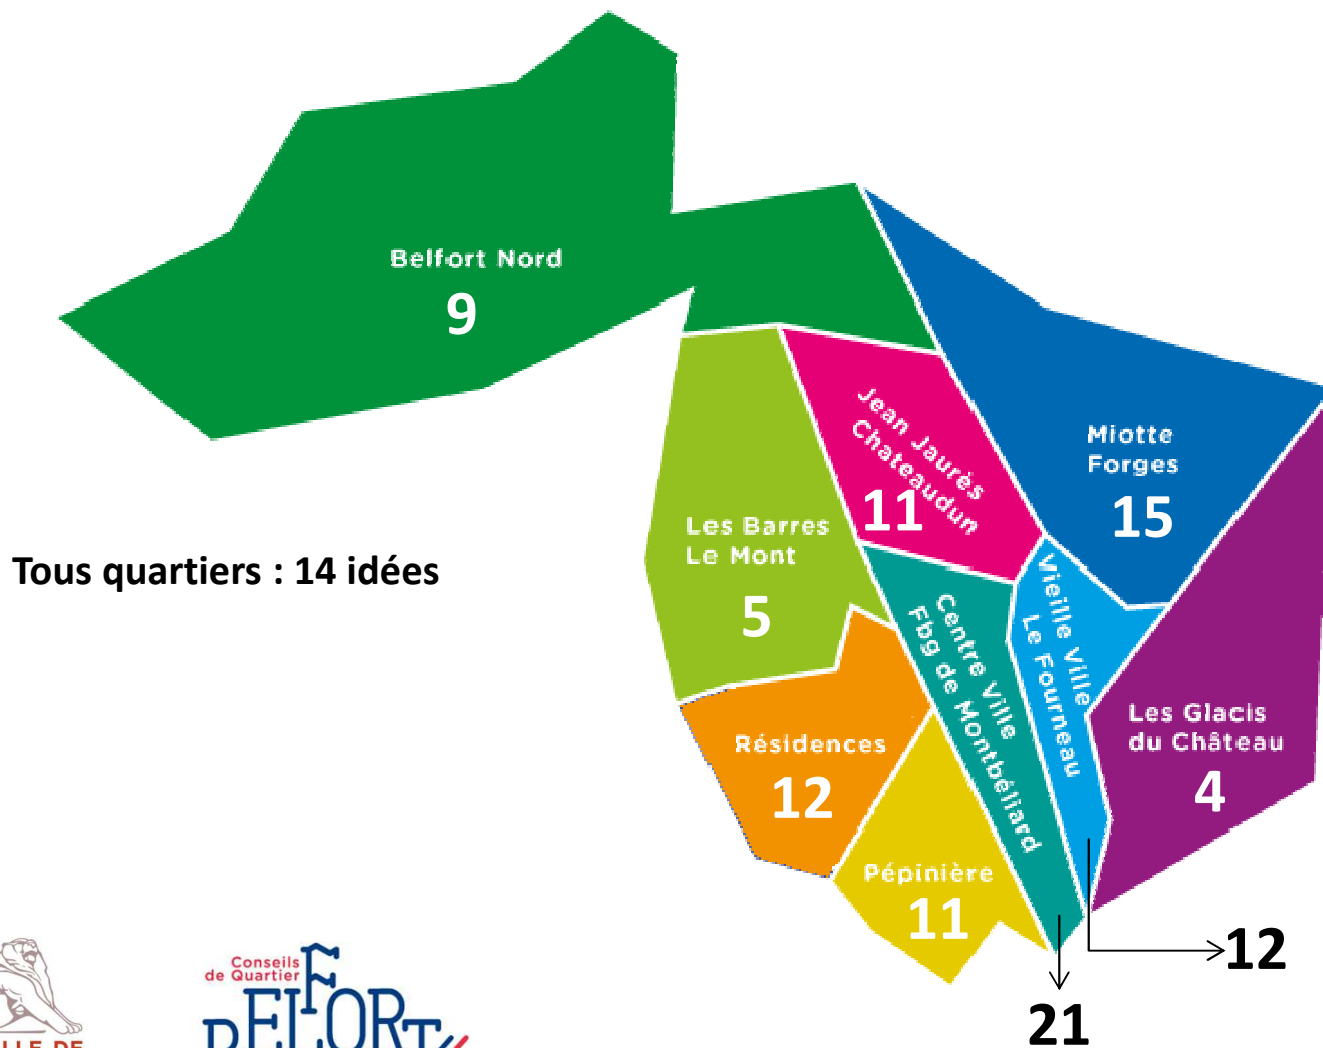 Belfort Nord
9
Jean Jaurès
Chateaudun
11
Miotte
Forges
15
Les Barres
Le Mont
5
Tous quartiers : 14 idées
Centre Ville
Fbg de Montbéliard
Vieille Ville
Le Fourneau
Les Glacis
du Château
4
Résidences
12
Pépinière
11
12
21
Conseils
de Quartier
BELFORT